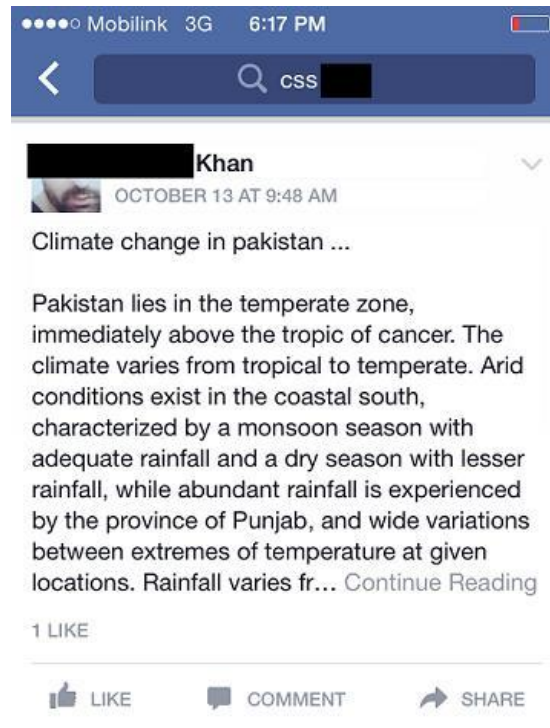 Mobilink 3G 6:17 PM
css
Khan
OCTOBER 13 AT 9:48 AM
Climate change in pakistan ...
Pakistan lies in the temperate zone,
immediately above the tropic of cancer. The
climate varies from tropical to temperate. Arid
conditions exist in the coastal south,
characterized by a monsoon season with
adequate rainfall and a dry season with lesser
rainfall, while abundant rainfall is experienced
by the province of Punjab, and wide variations
between extremes of temperature at given
locations. Rainfall varies fr... Continue Reading
1 LIKE
LIKE COMMENT SHARE